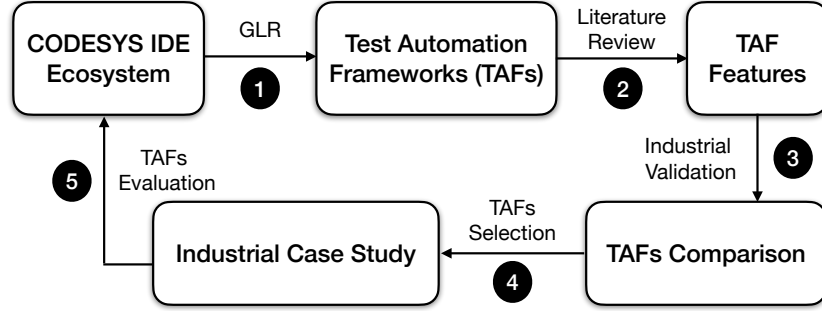 CODESYS IDE
Ecosystem
GLR
1
Test Automation
Frameworks (TAFs)
Literature
Review
2
TAF
Features
Industrial
Validation
3
TAFs Comparison
TAFs
Selection
4
Industrial Case Study
TAFs
Evaluation
5